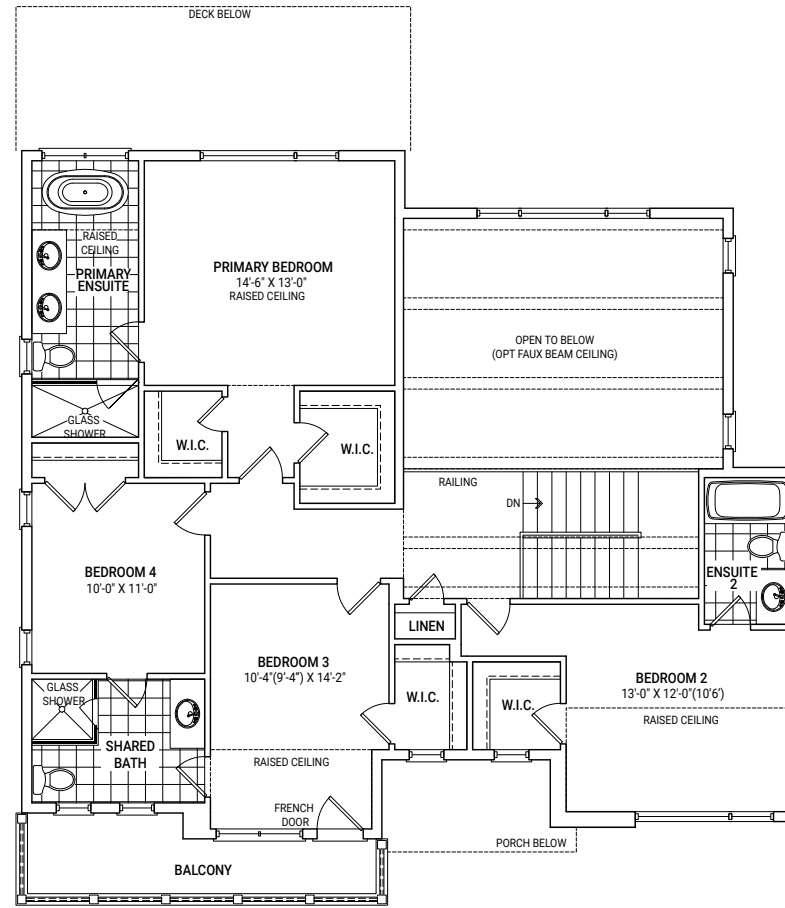 DECK BELOW
RAISED
CEILING
PRIMARY
ENSUITE
PRIMARY BEDROOM
14'-6" X 13'-0"
RAISED CEILING
OPEN TO BELOW
(OPT FAUX BEAM CEILING)
GLASS
SHOWER
W.I.C.
W.I.C.
RAILING
DN
BEDROOM 4
10'-0" X 11'-0"
ENSUITE
2
LINEN
BEDROOM 3
10'-4"(9'-4") X 14'-2"
BEDROOM 2
13'-0" X 12'-0"(10'6')
RAISED CEILING
GLASS
SHOWER
W.I.C.
W.I.C.
SHARED
BATH
RAISED CEILING
FRENCH
DOOR
PORCH BELOW
BALCONY